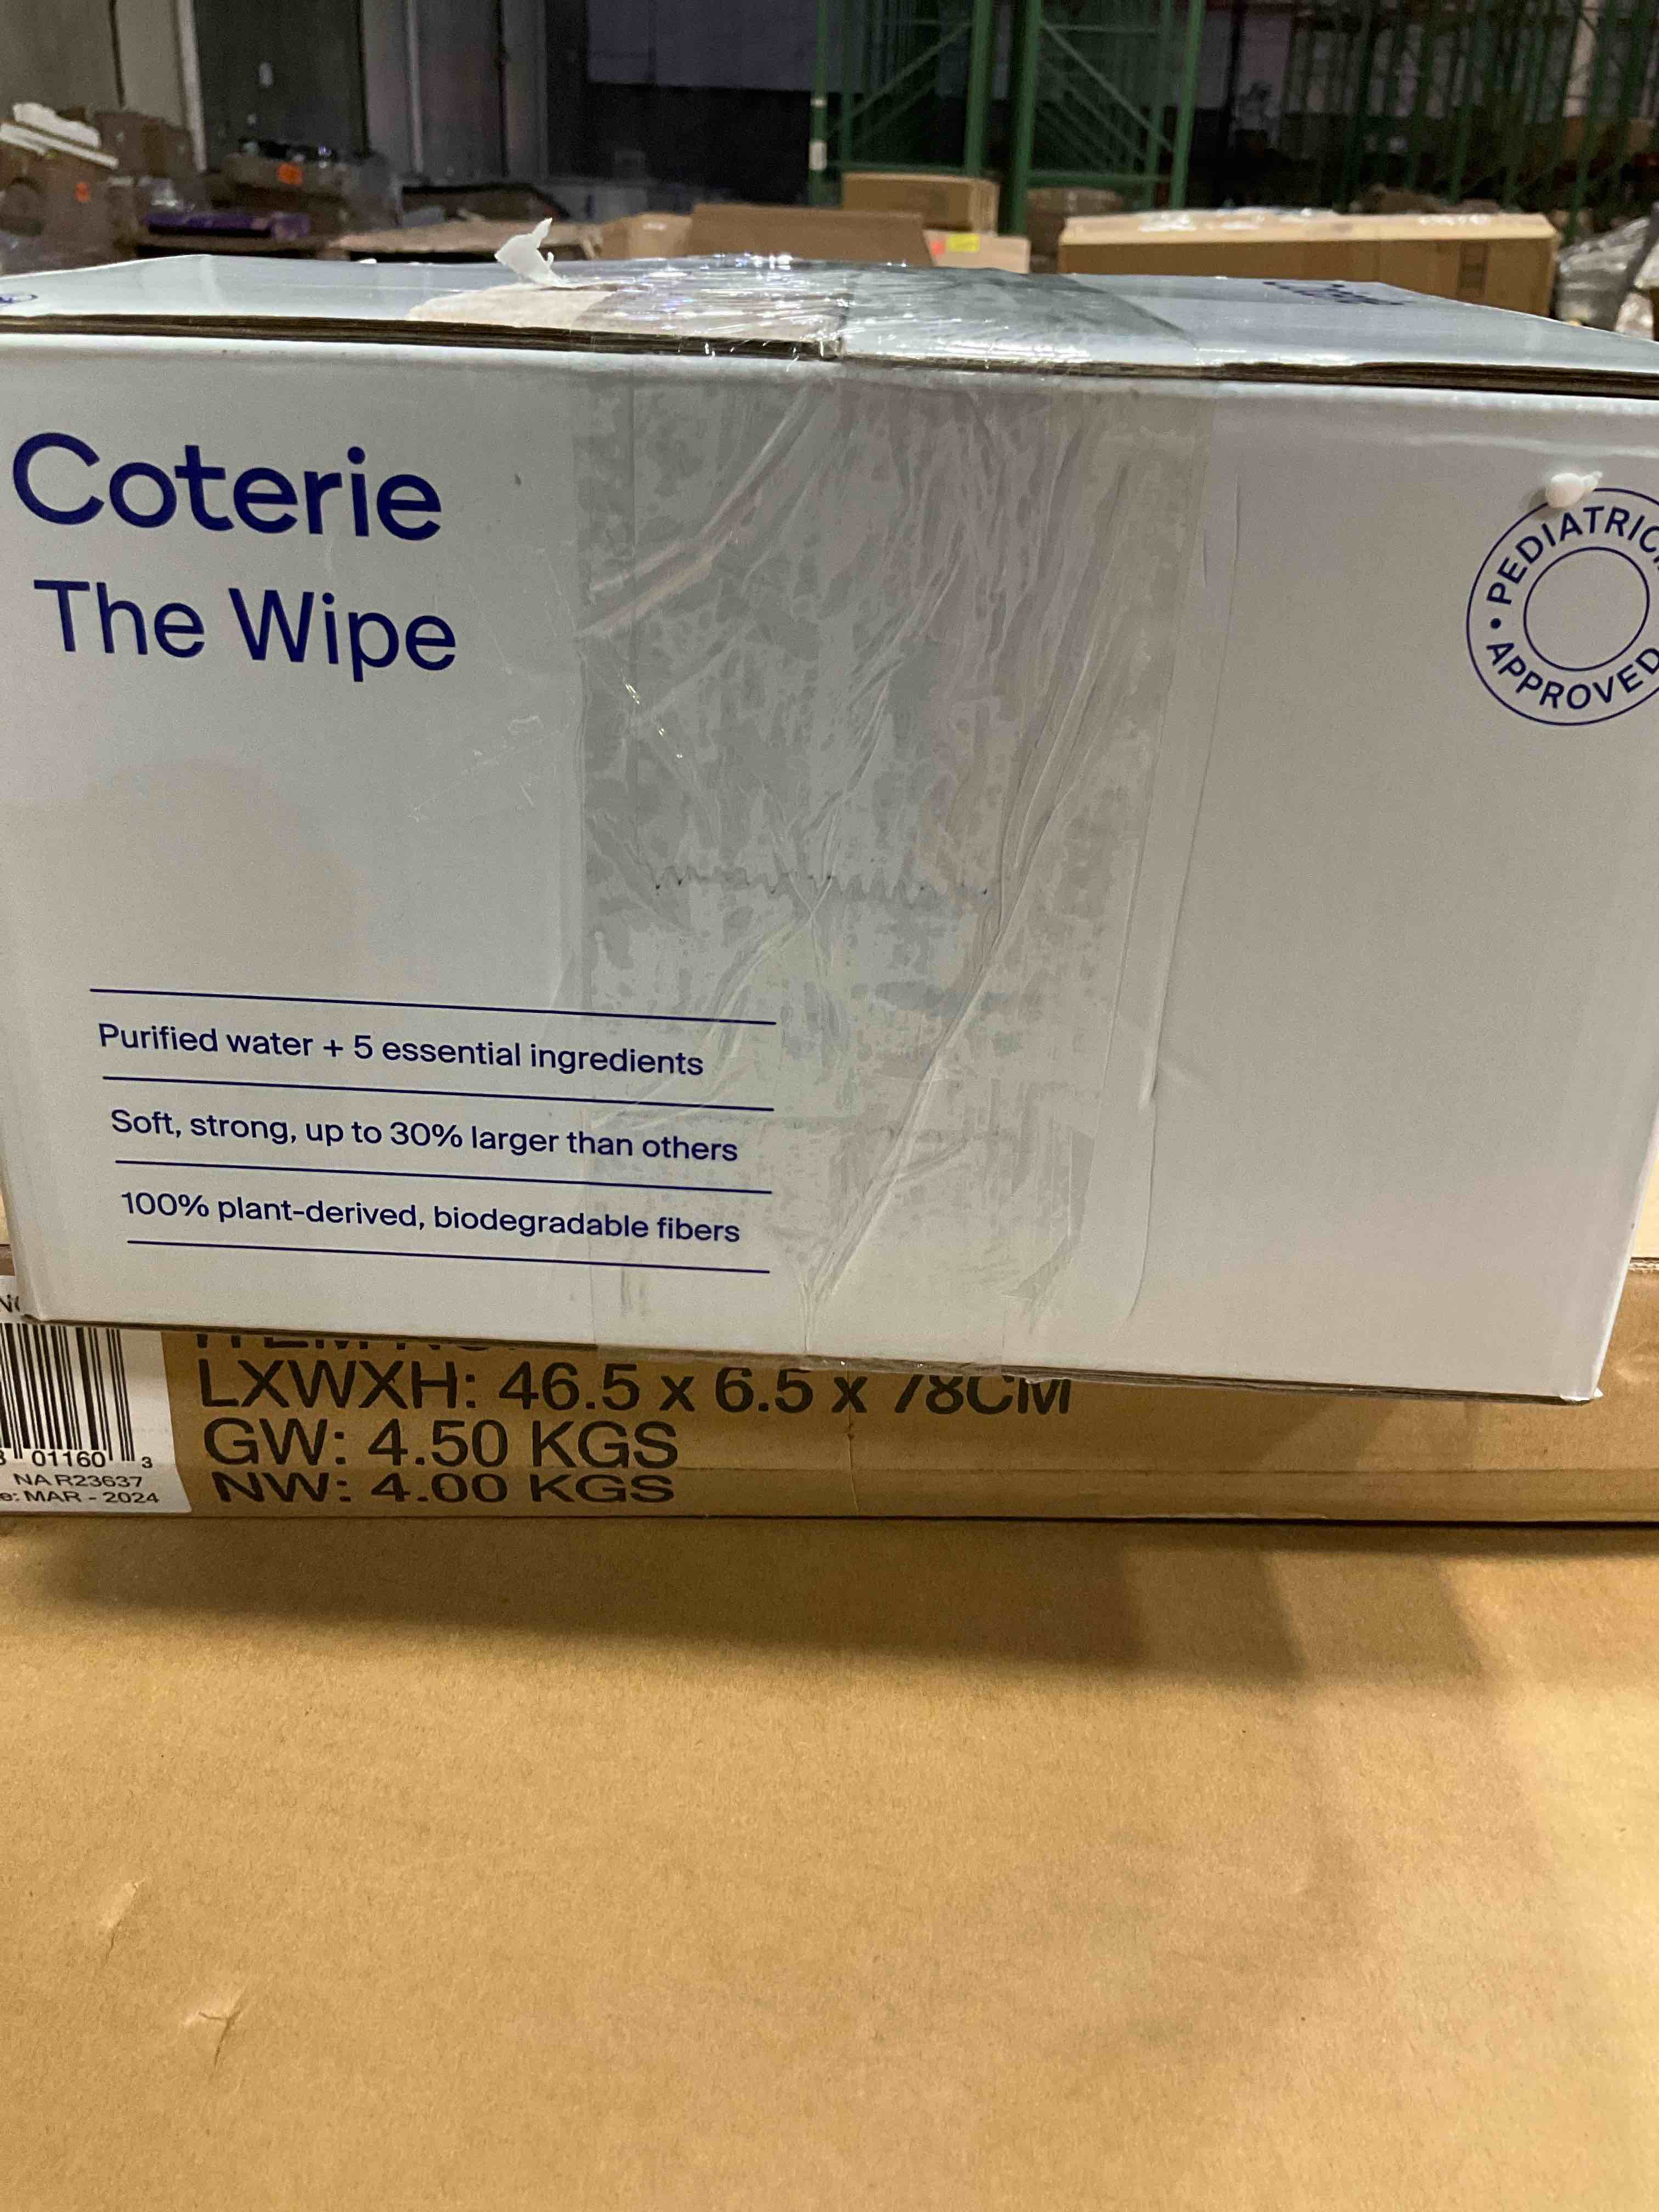 Coterie
The Wipe
PEDIATRIC
APPROVED
Purified water + 5 essential ingredients
Soft, strong, up to 30% larger than others
100% plant-derived, biodegradable fibers
LXWXH: 46.5 x 6.5 x 78CM
GW: 4.50 KGS
NW: 4.00 KGS
01160 3
NA R23637
e: MAR - 2024